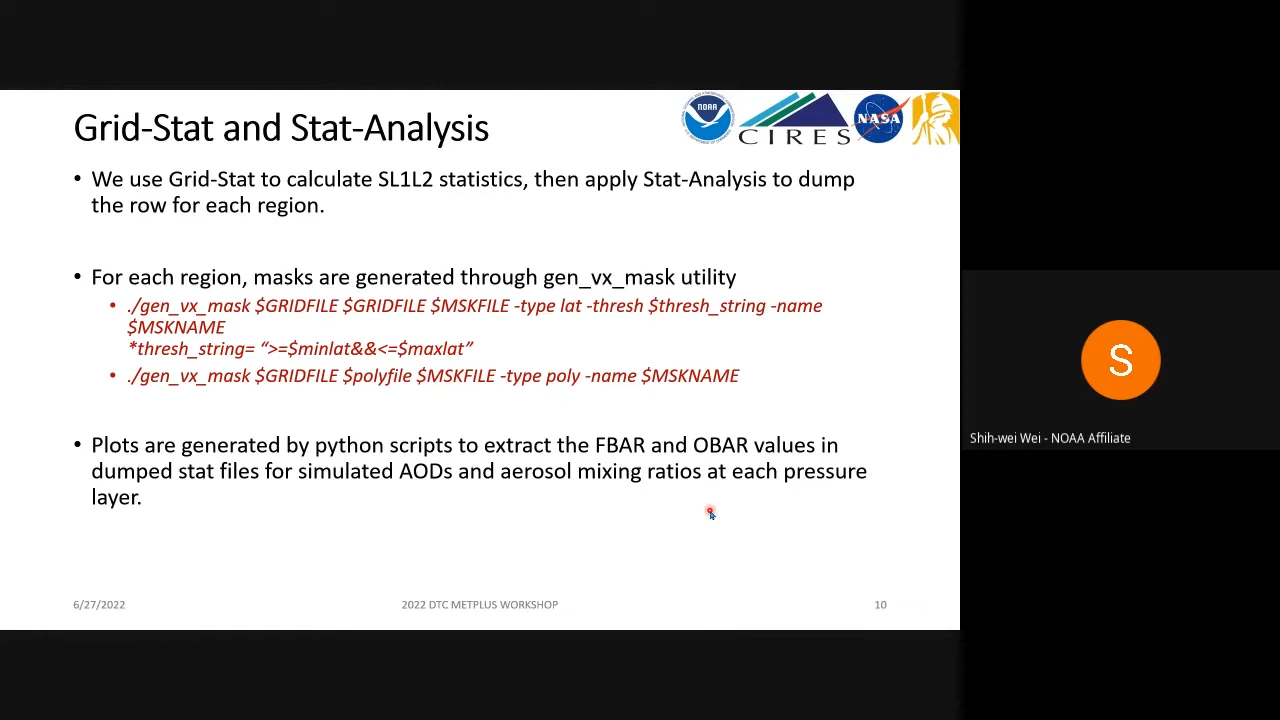 Grid-Stat and Stat-Analysis
NOAA
CIRES
NASA
• We use Grid-Stat to calculate SL1L2 statistics, then apply Stat-Analysis to dump
the row for each region.
• For each region, masks are generated through gen_vx_mask utility
• ./gen_vx_mask $GRIDFILE $GRIDFILE $MSKFILE -type lat -thresh $thresh_string -name
$MSKNAME
*thresh_string= “>=$minlat&&<=$maxlat”
• ./gen_vx_mask $GRIDFILE $polyfile $MSKFILE -type poly -name $MSKNAME
• Plots are generated by python scripts to extract the FBAR and OBAR values in
dumped stat files for simulated AODs and aerosol mixing ratios at each pressure
layer.
6/27/2022
2022 DTC METPLUS WORKSHOP
10
S
Shih-wei Wei - NOAA Affiliate